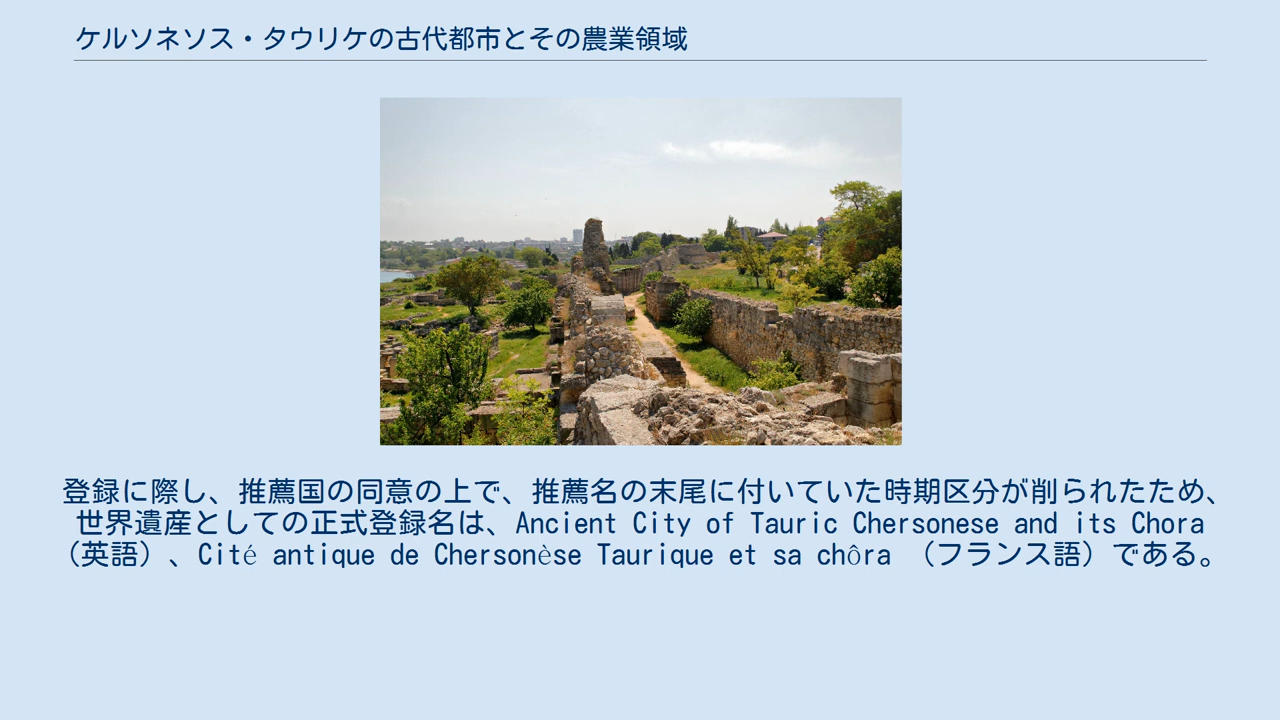 ケルソネソス・タウリケの古代都市とその農業領域
登録に際し、推薦国の同意の上で、推薦名の末尾に付いていた時期区分が削られたため、
世界遺産としての正式登録名は、Ancient City of Tauric Chersonese and its Chora
（英語）、Cité antique de Chersonèse Taurique et sa chôra （フランス語）である。